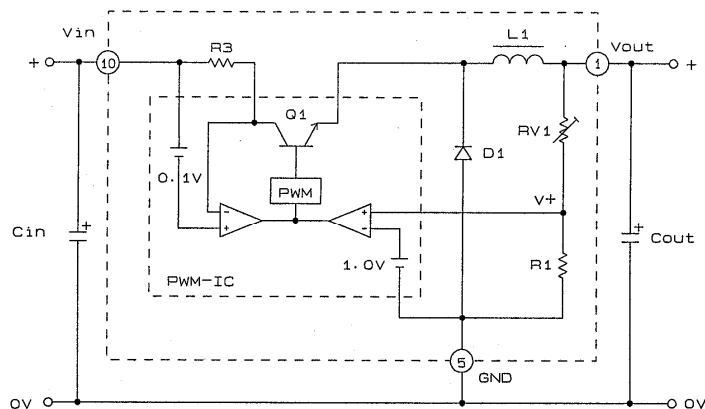 Vin
R3
L1
Vout
+
10
1
+
Q1
RV1
0.1V
D1
PWM
V+
-
+
+
-
+
Cin
1.0V
R1
+
Cout
PWM-IC
5
GND
0V
0V